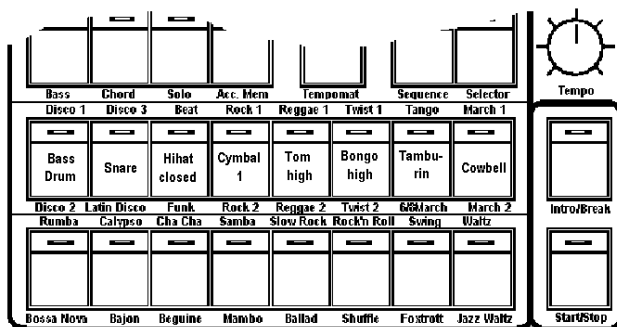 Bass Chord Solo Acc. Mem Tempomat Sequence Selector
Tempo
Disco 1 Disco 3 Beat Rock 1 Reggae 1 Twist 1 Tango March 1
Bass Drum
Snare
Hihat closed
Cymbal 1
Tom high
Bongo high
Tambu-
rin
Cowbell
Disco 2 Latin Disco Funk Rock 2 Reggae 2 Twist 2 6/8March March 2
Intro/Break
Rumba Calypso Cha Cha Samba Slow Rock Rock'n Roll Swing Waltz
Bossa Nova Bajon Beguine Mambo Ballad Shuffle Foxtrott Jazz Waltz
Start/Stop